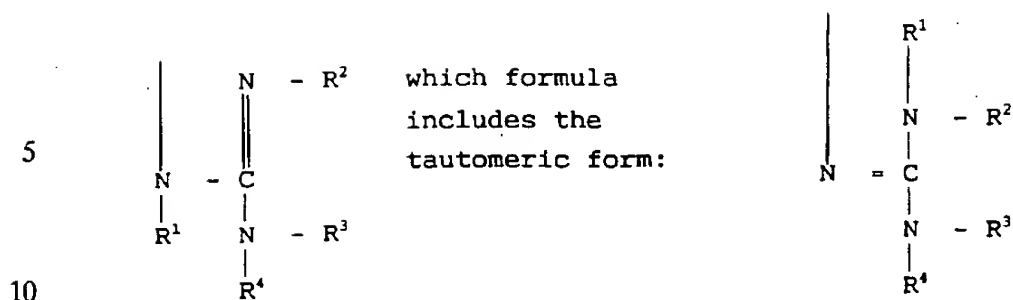 R¹
N - R² which formula
includes the N - R²
5 tautomeric form:
N - C N = C
R¹ N - R³ N - R³
10 R⁴ R⁴